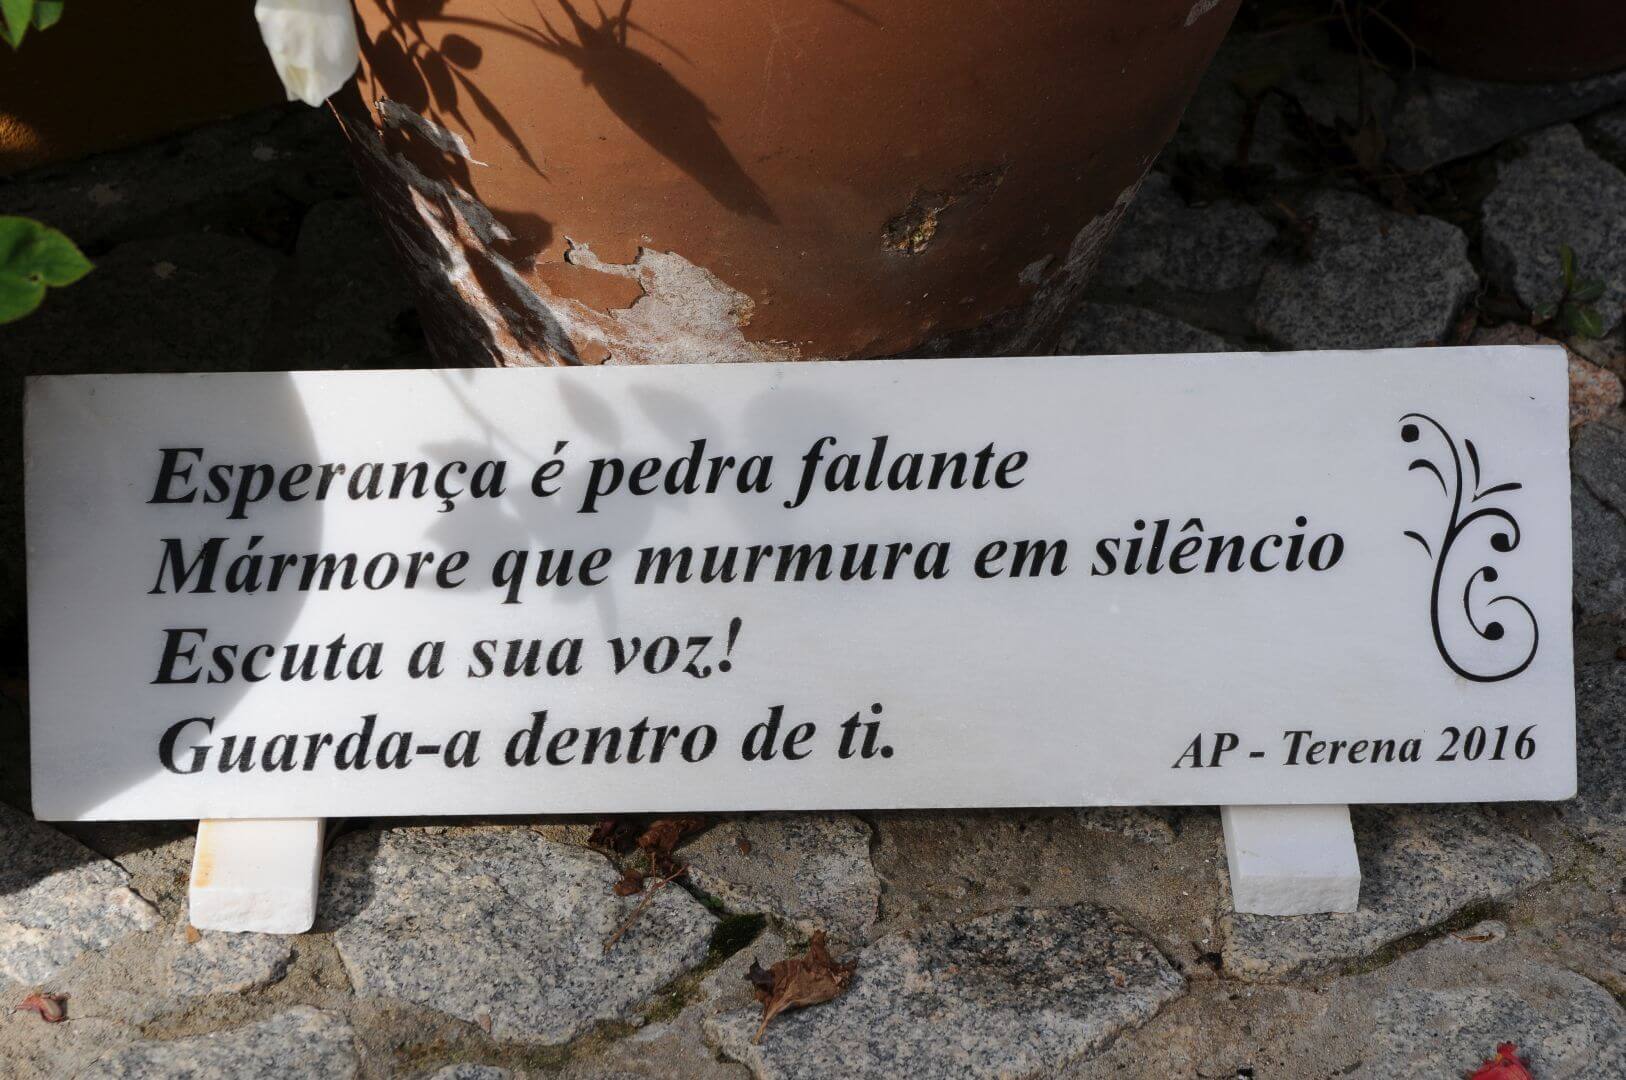 Esperança é pedra falante
Mármore que murmura em silêncio
Escuta a sua voz!
Guarda-a dentro de ti.
AP - Terena 2016